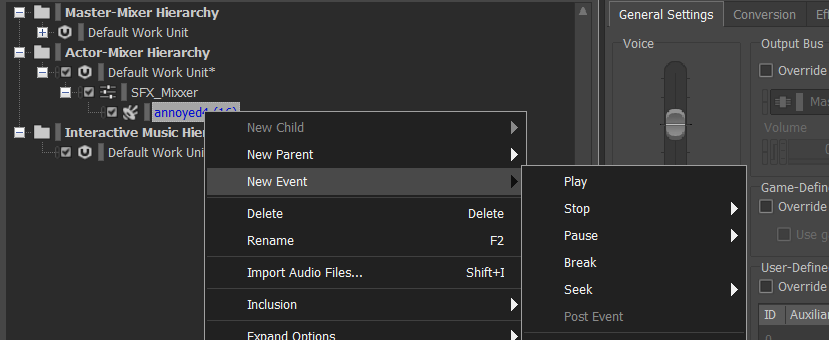 Master-Mixer Hierarchy
Default Work Unit
Actor-Mixer Hierarchy
Default Work Unit*
SFX_Mixxer
annoyed4 (16)
Interactive Music Hier
Default Work Uni
New Child
New Parent
New Event
Delete Delete
Rename F2
Import Audio Files... Shift+I
Inclusion
Expand Options
Play
Stop
Pause
Break
Seek
Post Event
General Settings Conversion Ef
Voice
Output Bus
Override
Mas
Volume
0
Game-Define
Override
Use g
User-Define
Override
ID Auxilia
0